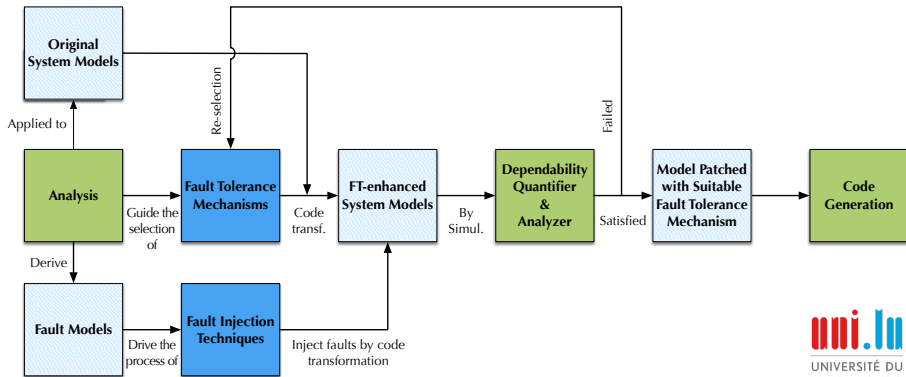 Original
System Models
Applied to
Re-selection
Failed
Analysis
Guide the
selection
of
Fault Tolerance
Mechanisms
Code
transf.
FT-enhanced
System Models
By
Simul.
Dependability
Quantifier
&
Analyzer
Satisfied
Model Patched
with Suitable
Fault Tolerance
Mechanism
Code
Generation
Derive
Fault Models
Drive the
process of
Fault Injection
Techniques
Inject faults by code
transformation
uni.lu
UNIVERSITÉ DU